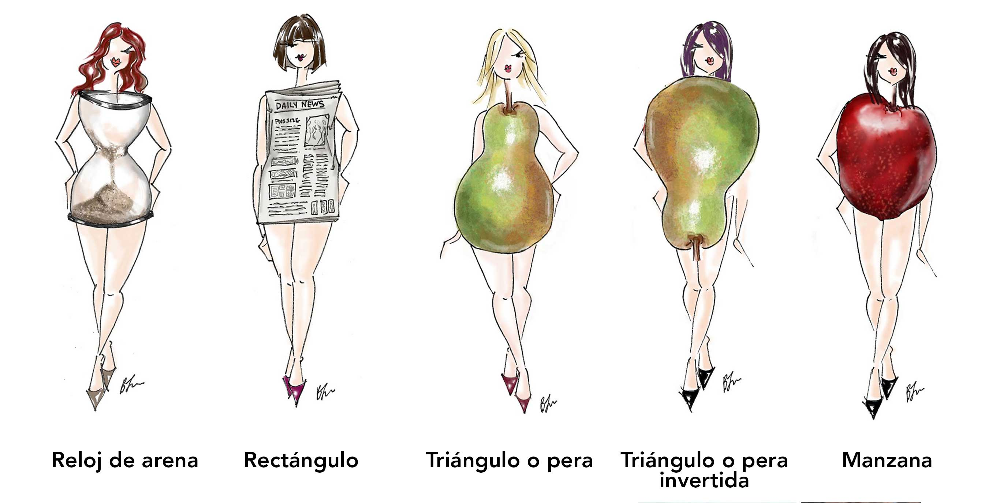 DAILY NEWS
PLUS SIZE
Reloj de arena
Rectángulo
Triángulo o pera
Triángulo o pera
invertida
Manzana